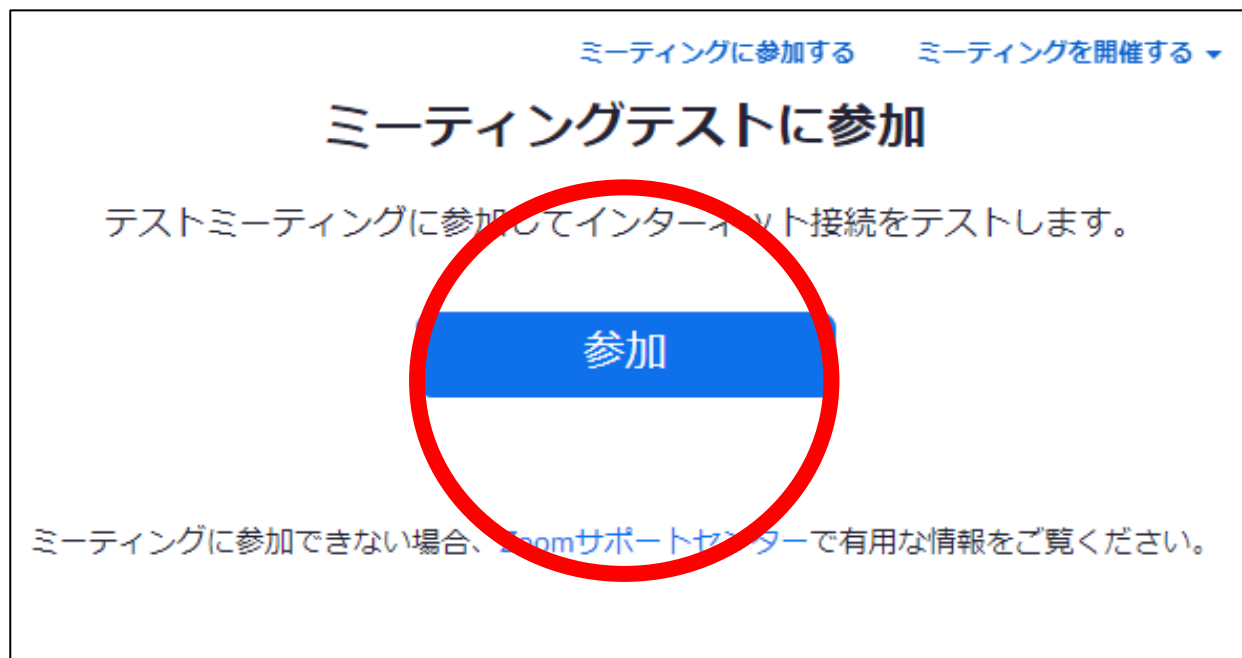 ミーティングに参加する ミーティングを開催する
ミーティングテストに参加
テストミーティングに参加してインターネット接続をテストします。
参加
ミーティングに参加できない場合、Zoomサポートセンターで有用な情報をご覧ください。